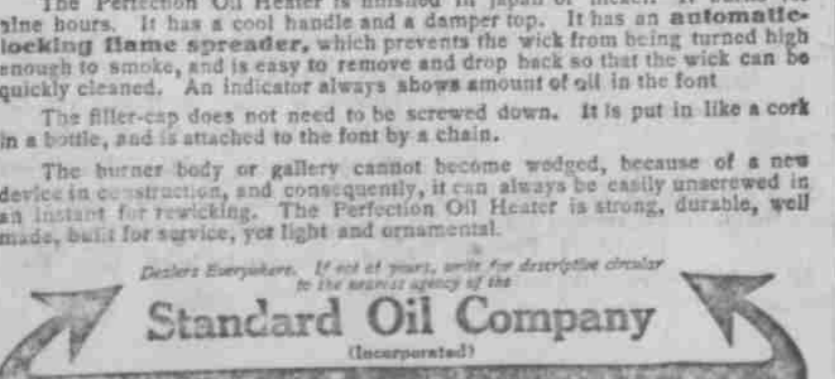 The Perfection Oil Heater is finished in japan or nickel. It burns for
nine hours. It has a cool handle and a damper top. It has an automatic-
locking flame spreader, which prevents the wick from being turned high
enough to smoke, and is easy to remove and drop back so that the wick can be
quickly cleaned. An indicator always shows amount of oil in the font
The filler-cap does not need to be screwed down. It is put in like a cork
in a bottle, and is attached to the font by a chain.
The burner body or gallery cannot become wedged, because of a new
device in construction, and consequently, it can always be easily unscrewed in
an instant for rewicking. The Perfection Oil Heater is strong, durable, well
made, built for service, yet light and ornamental.
Dealers Everywhere. If not at yours, write for descriptive circular
to the nearest agency of the
Standard Oil Company
(Incorporated)